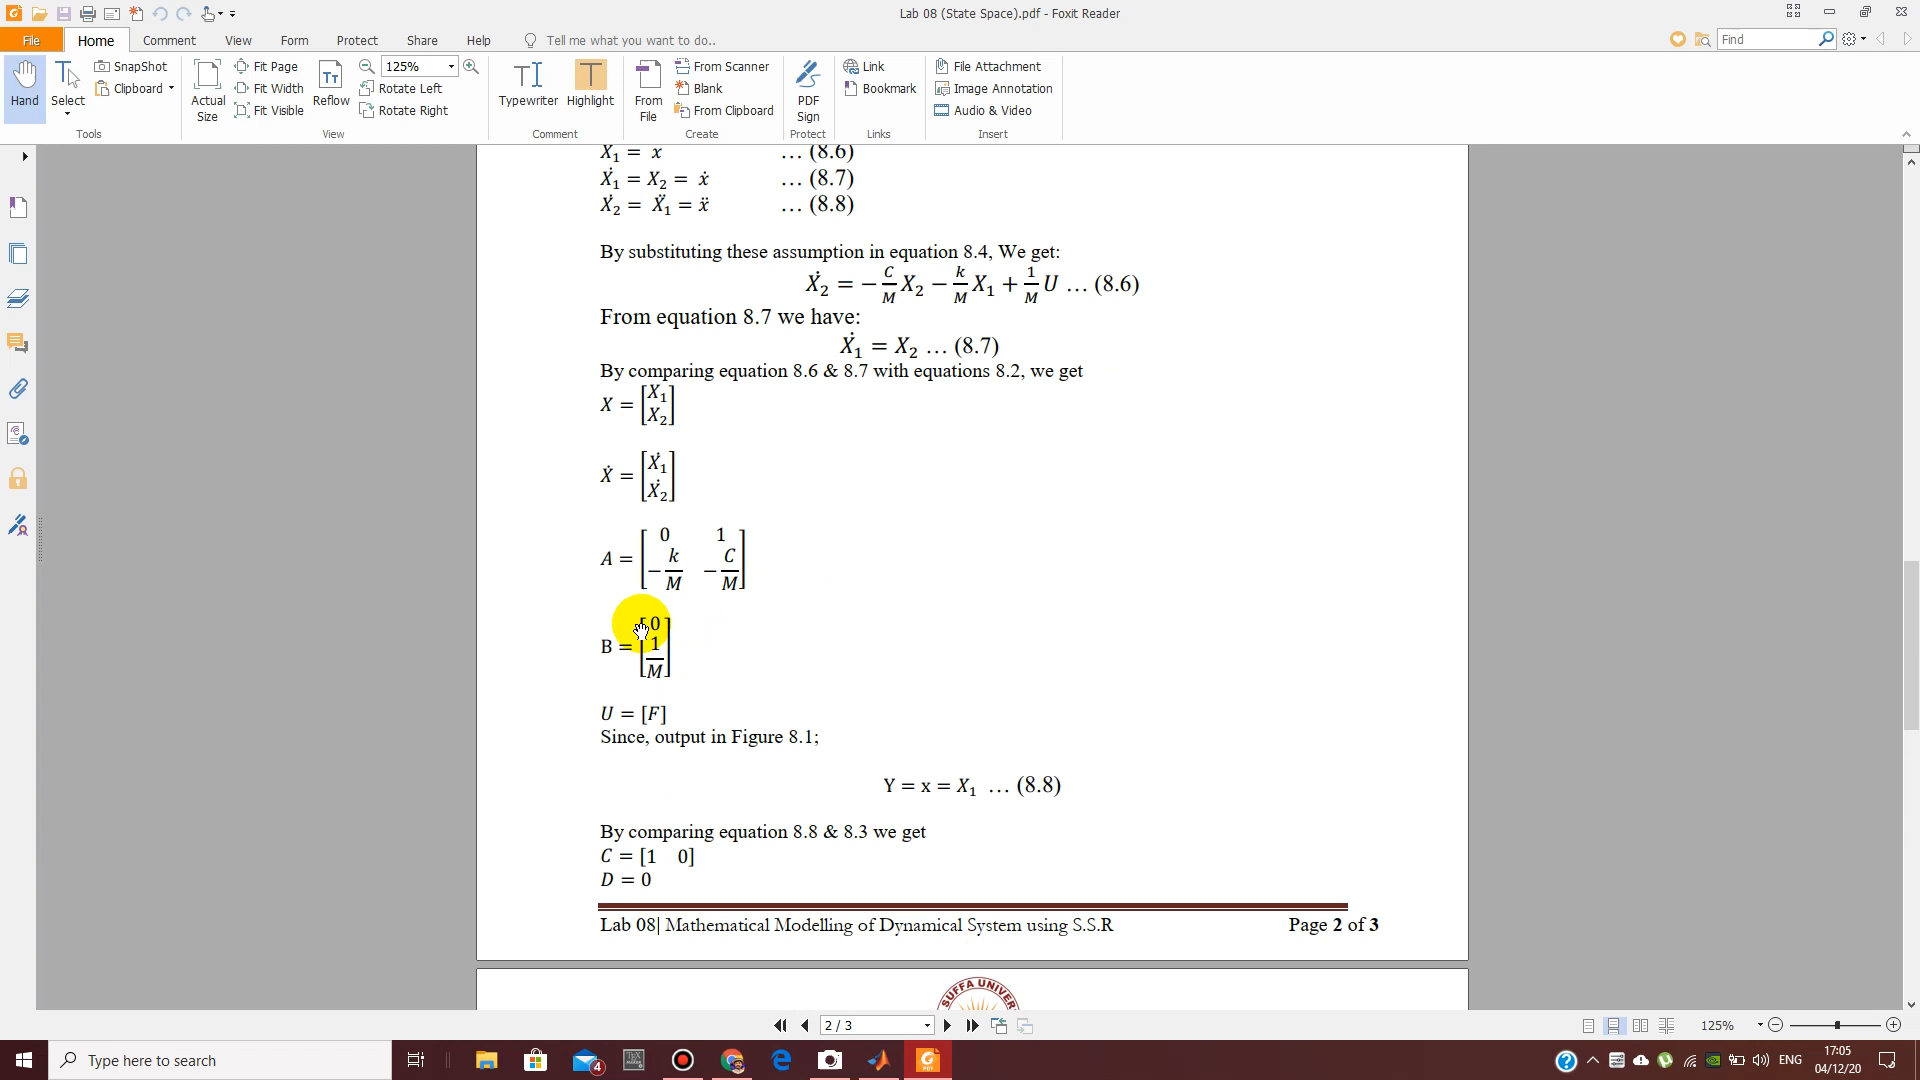 Lab 08 (State Space).pdf - Foxit Reader
File Home Comment View Form Protect Share Help Tell me what you want to do.. Find
Hand
Select
SnapShot
Clipboard
Tools
Actual Size
Fit Page
Fit Width
Fit Visible
Reflow
125%
Rotate Left
Rotate Right
View
Typewriter
Highlight
Comment
From File
From Scanner
Blank
From Clipboard
Create
PDF Sign
Protect
Link
Bookmark
Links
File Attachment
Image Annotation
Audio & Video
Insert
X₁ = x … (8.6)
Ẋ₁ = X₂ = ẋ … (8.7)
Ẋ₂ = Ẍ₁ = ẍ … (8.8)
By substituting these assumption in equation 8.4, We get:
Ẋ₂ = −C/M X₂ − k/M X₁ + 1/M U … (8.6)
From equation 8.7 we have:
Ẋ₁ = X₂ … (8.7)
By comparing equation 8.6 & 8.7 with equations 8.2, we get
X = [X₁ X₂]
Ẋ = [Ẋ₁ Ẋ₂]
A = [0 1 −k/M −C/M]
B = [0 1/M]
U = [F]
Since, output in Figure 8.1;
Y = x = X₁ … (8.8)
By comparing equation 8.8 & 8.3 we get
C = [1 0]
D = 0
Lab 08| Mathematical Modelling of Dynamical System using S.S.R Page 2 of 3
SUFFA UNIVER
2 / 3 125%
Type here to search
4
ENG
17:05
04/12/20